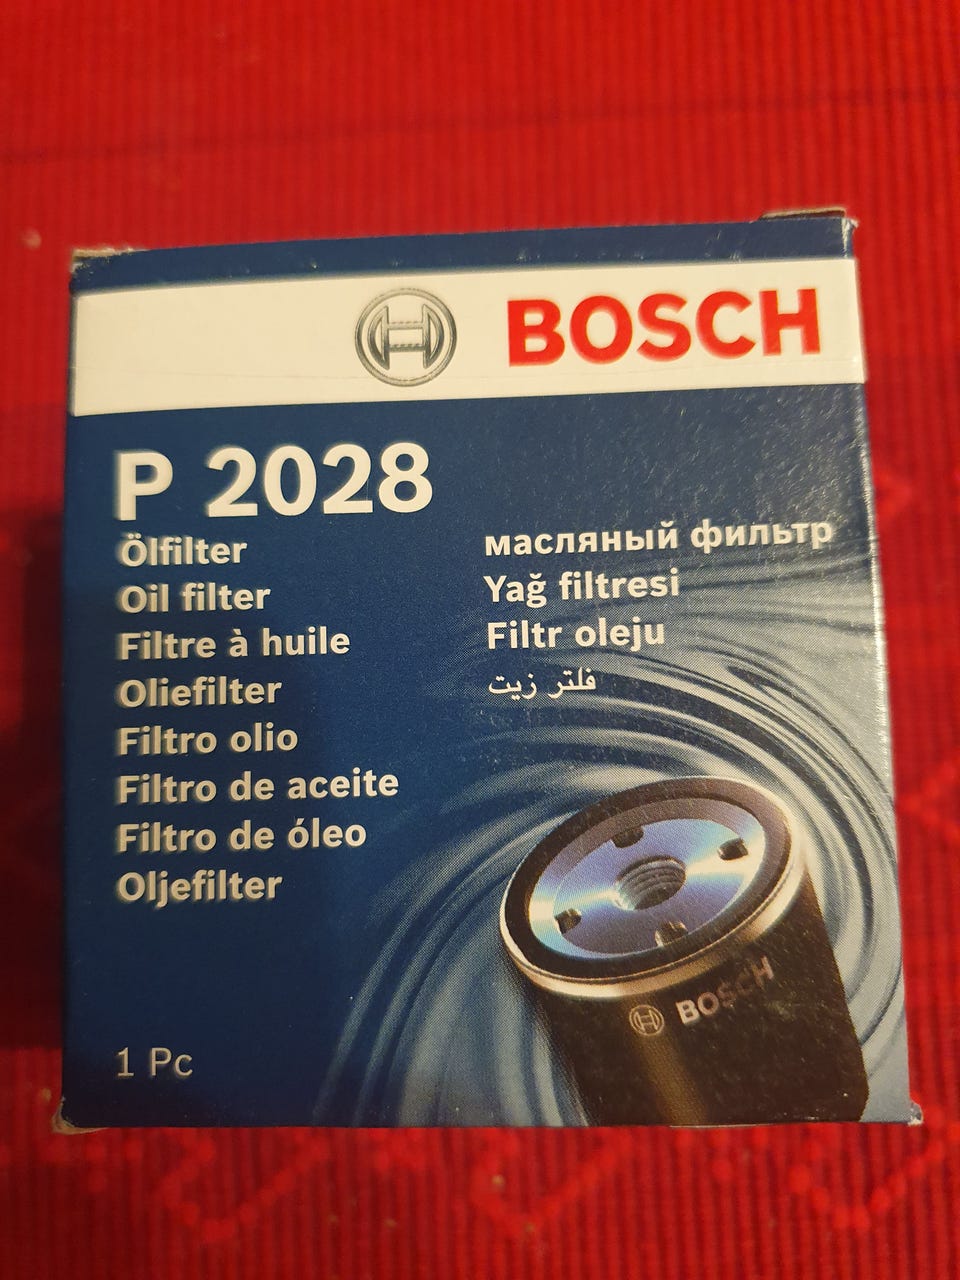 BOSCH
P 2028
Ölfilter
Oil filter
Filtre à huile
Oliefilter
Filtro olio
Filtro de aceite
Filtro de óleo
Oljefilter
масляный фильтр
Yağ filtresi
Filtr oleju
فلتر زيت
BOSCH
1 Pc